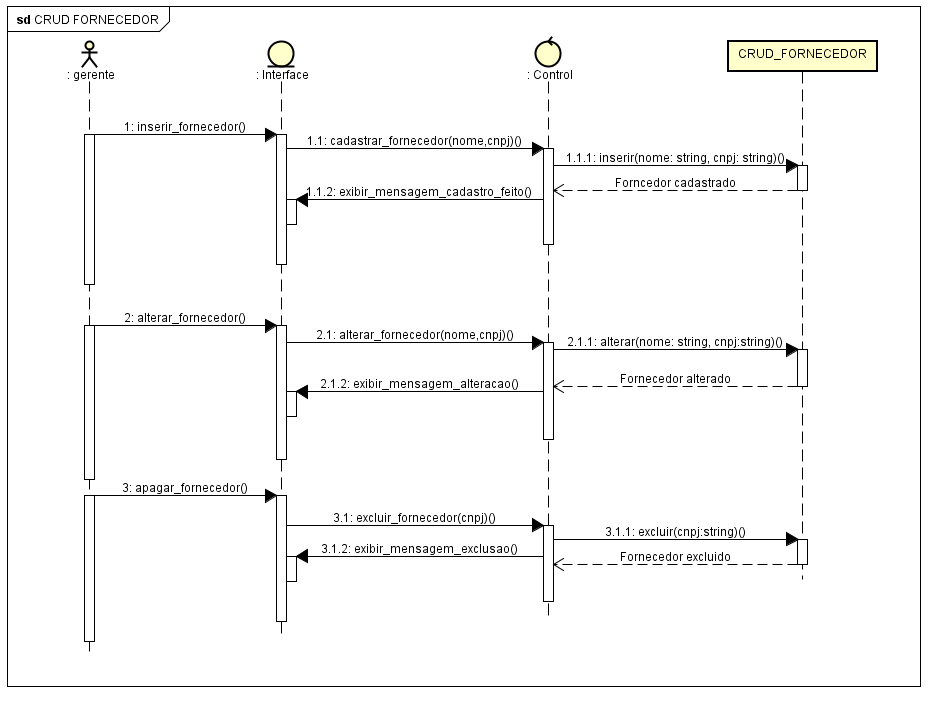 sd CRUD FORNECEDOR
: gerente
: Interface
: Control
CRUD_FORNECEDOR
1: inserir_fornecedor()
1.1: cadastrar_fornecedor(nome,cnpj)()
1.1.1: inserir(nome: string, cnpj: string)()
Forncedor cadastrado
1.1.2: exibir_mensagem_cadastro_feito()
2: alterar_fornecedor()
2.1: alterar_fornecedor(nome,cnpj)()
2.1.1: alterar(nome: string, cnpj:string)()
Fornecedor alterado
2.1.2: exibir_mensagem_alteracao()
3: apagar_fornecedor()
3.1: excluir_fornecedor(cnpj)()
3.1.1: excluir(cnpj:string)()
3.1.2: exibir_mensagem_exclusao()
Fornecedor excluido